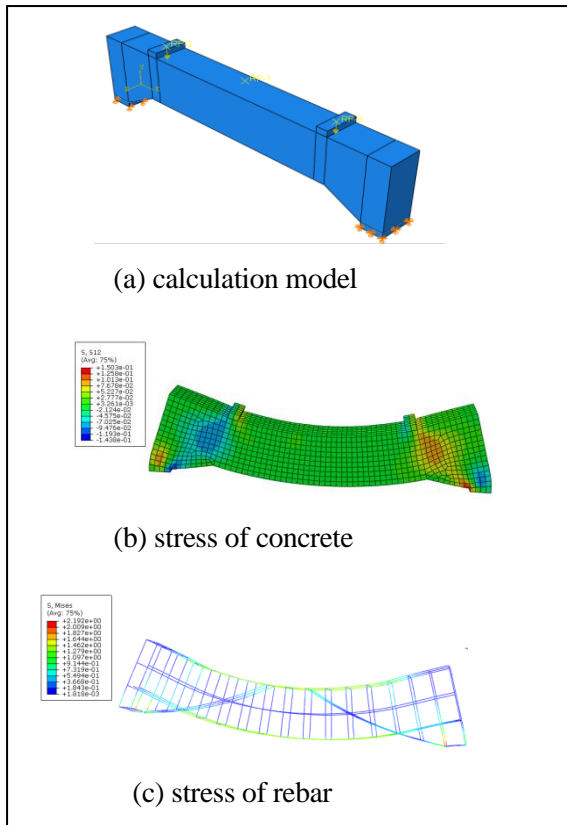 (a) calculation model
S, S12
(Avg: 75%)
+1.503e-01
+1.258e-01
+1.013e-01
+7.678e-02
+5.227e-02
+2.777e-02
+3.261e-03
-2.124e-02
-4.575e-02
-7.025e-02
-9.476e-02
-1.193e-01
-1.438e-01
(b) stress of concrete
S, Mises
(Avg: 75%)
+2.192e+00
+2.009e+00
+1.827e+00
+1.644e+00
+1.462e+00
+1.279e+00
+1.097e+00
+9.144e-01
+7.319e-01
+5.494e-01
+3.668e-01
+1.843e-01
+1.818e-03
(c) stress of rebar